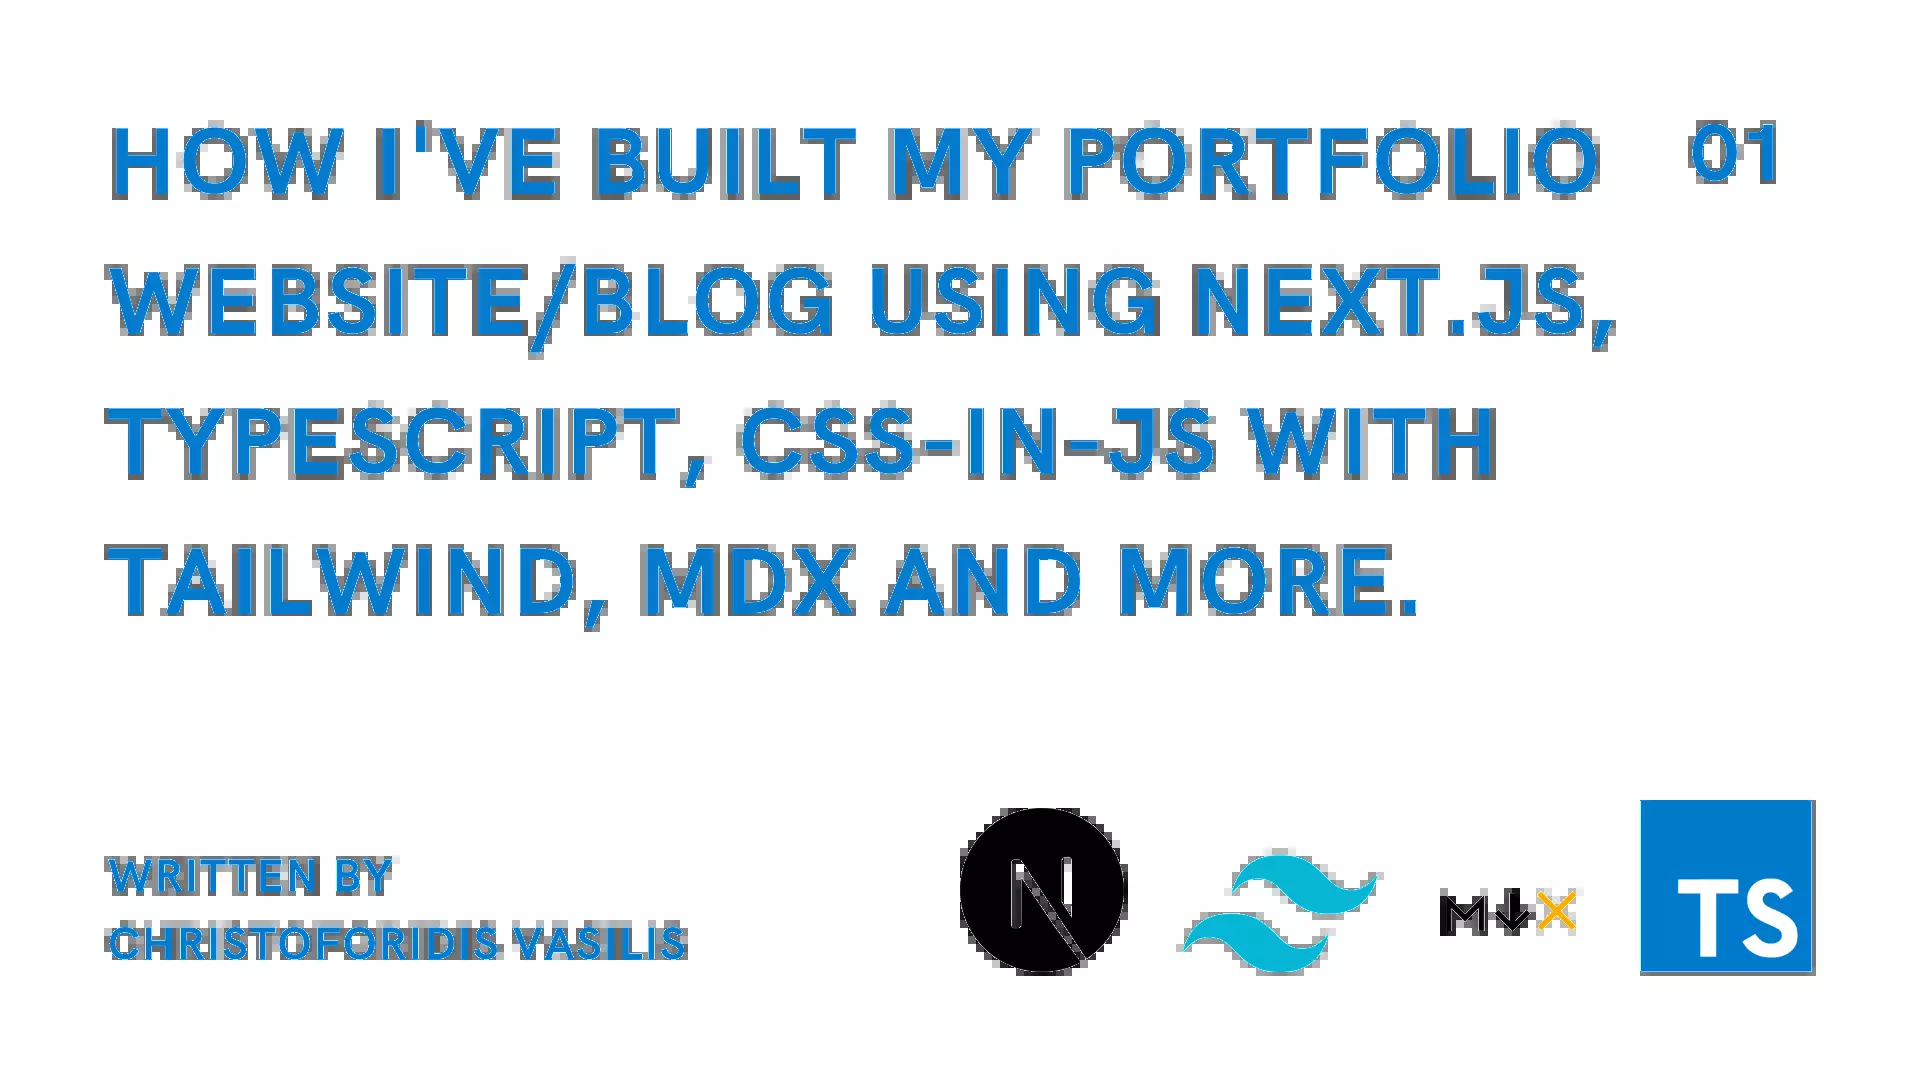 HOW I'VE BUILT MY PORTFOLIO 01
WEBSITE/BLOG USING NEXT.JS,
TYPESCRIPT, CSS-IN-JS WITH
TAILWIND, MDX AND MORE.
WRITTEN BY
CHRISTOFORIDIS VASILIS
N
M↓X
TS